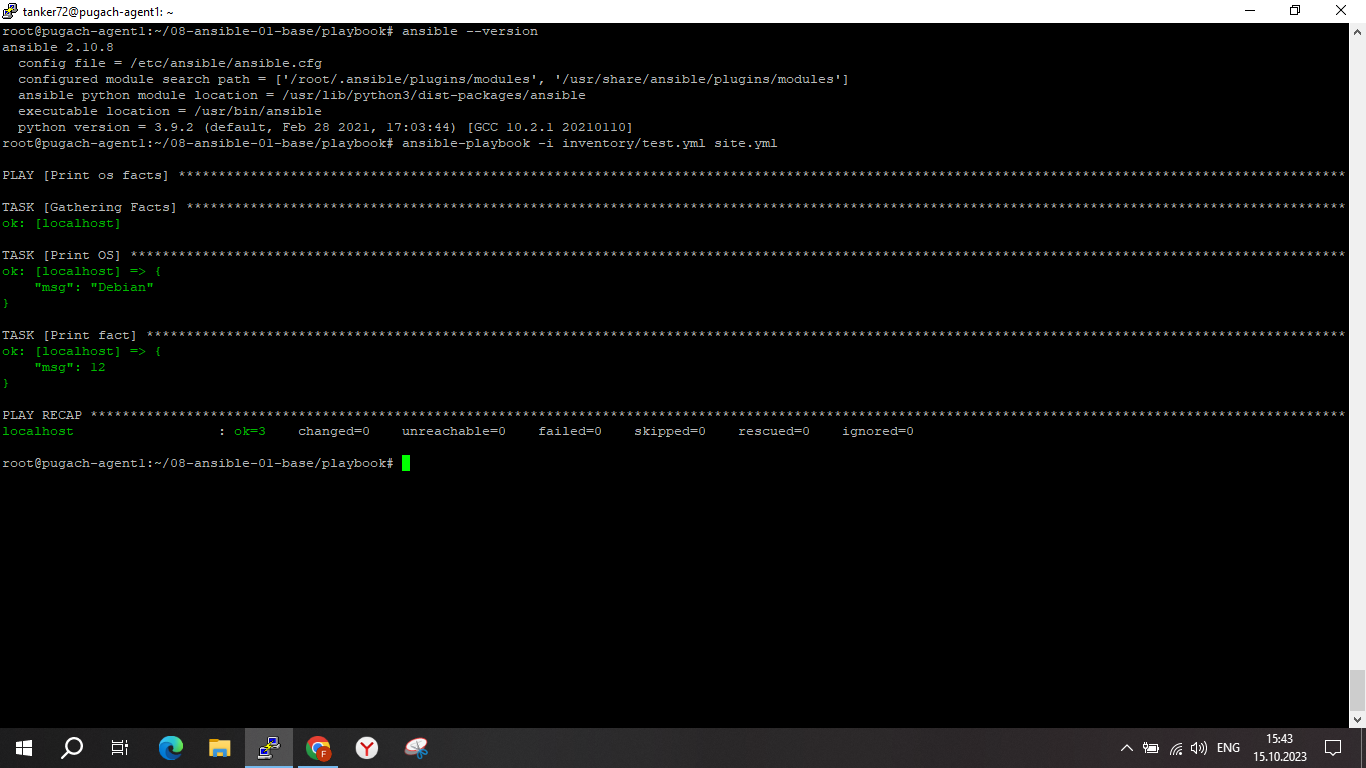 tanker72@pugach-agent1: ~
root@pugach-agent1:~/08-ansible-01-base/playbook# ansible --version
ansible 2.10.8
  config file = /etc/ansible/ansible.cfg
  configured module search path = ['/root/.ansible/plugins/modules', '/usr/share/ansible/plugins/modules']
  ansible python module location = /usr/lib/python3/dist-packages/ansible
  executable location = /usr/bin/ansible
  python version = 3.9.2 (default, Feb 28 2021, 17:03:44) [GCC 10.2.1 20210110]
root@pugach-agent1:~/08-ansible-01-base/playbook# ansible-playbook -i inventory/test.yml site.yml
PLAY [Print os facts] **************************************************************************************************************************************************
TASK [Gathering Facts] *************************************************************************************************************************************************
ok: [localhost]
TASK [Print OS] ********************************************************************************************************************************************************
ok: [localhost] => {
    "msg": "Debian"
}
TASK [Print fact] ******************************************************************************************************************************************************
ok: [localhost] => {
    "msg": 12
}
PLAY RECAP *************************************************************************************************************************************************************
localhost                  : ok=3    changed=0    unreachable=0    failed=0    skipped=0    rescued=0    ignored=0
root@pugach-agent1:~/08-ansible-01-base/playbook#
F
Y
ENG
15:43
15.10.2023